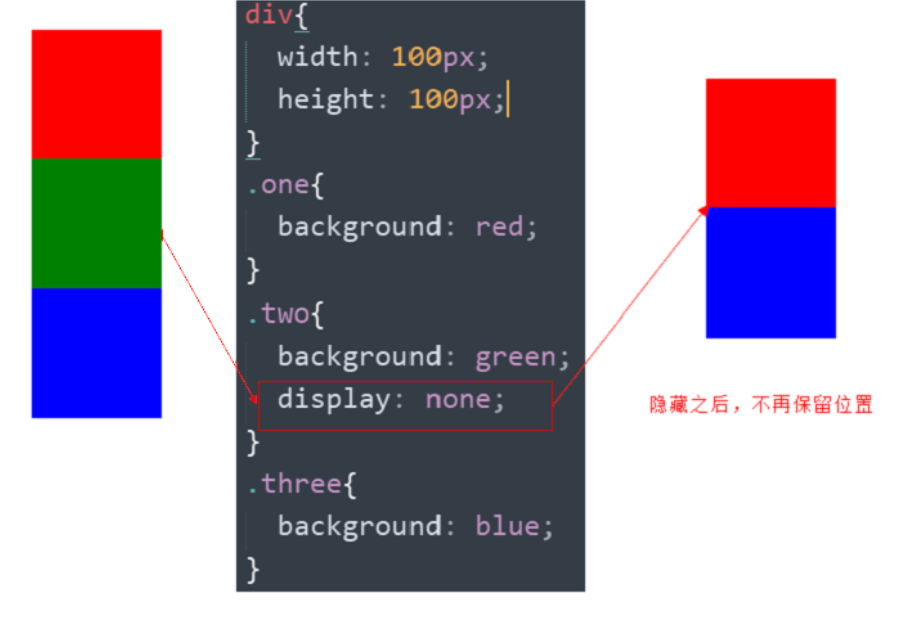 div{
width: 100px;
height: 100px;
}
.one{
background: red;
}
.two{
background: green;
display: none;
}
.three{
background: blue;
}
隐藏之后，不再保留位置